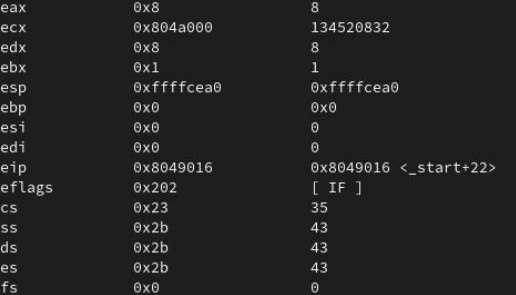 eax 0x8 8
ecx 0x804a000 134520832
edx 0x8 8
ebx 0x1 1
esp 0xffffcea0 0xffffcea0
ebp 0x0 0x0
esi 0x0 0
edi 0x0 0
eip 0x8049016 0x8049016 <_start+22>
eflags 0x202 [ IF ]
cs 0x23 35
ss 0x2b 43
ds 0x2b 43
es 0x2b 43
fs 0x0 0